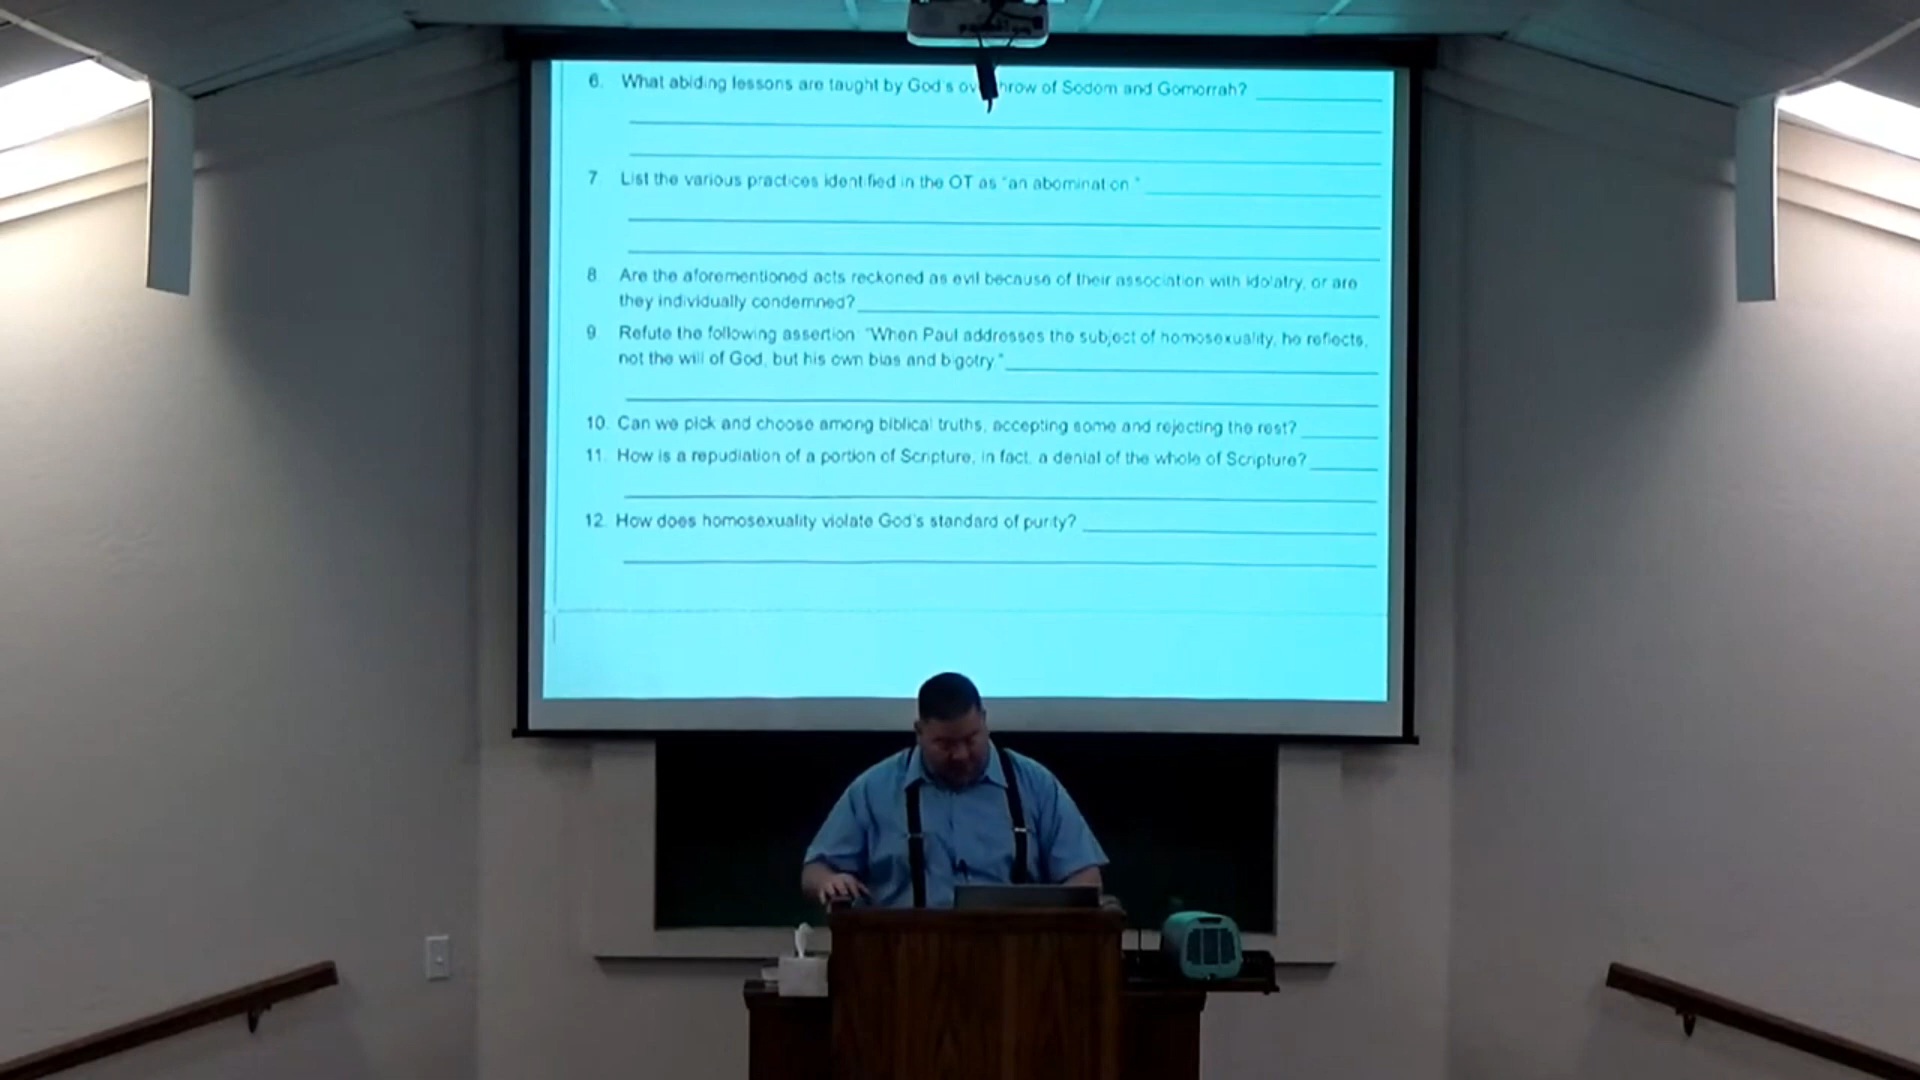 6. What abiding lessons are taught by God's ov hrow of Sodom and Gomorrah?
7 List the various practices identified in the OT as "an abomination."
8. Are the aforementioned acts reckoned as evil because of their association with idolatry, or are
they individually condemned?
9 Refute the following assertion: "When Paul addresses the subject of homosexuality, he reflects,
not the will of God, but his own bias and bigotry."
10. Can we pick and choose among biblical truths, accepting some and rejecting the rest?
11. How is a repudiation of a portion of Scripture, in fact, a denial of the whole of Scripture?
12. How does homosexuality violate God's standard of purity?